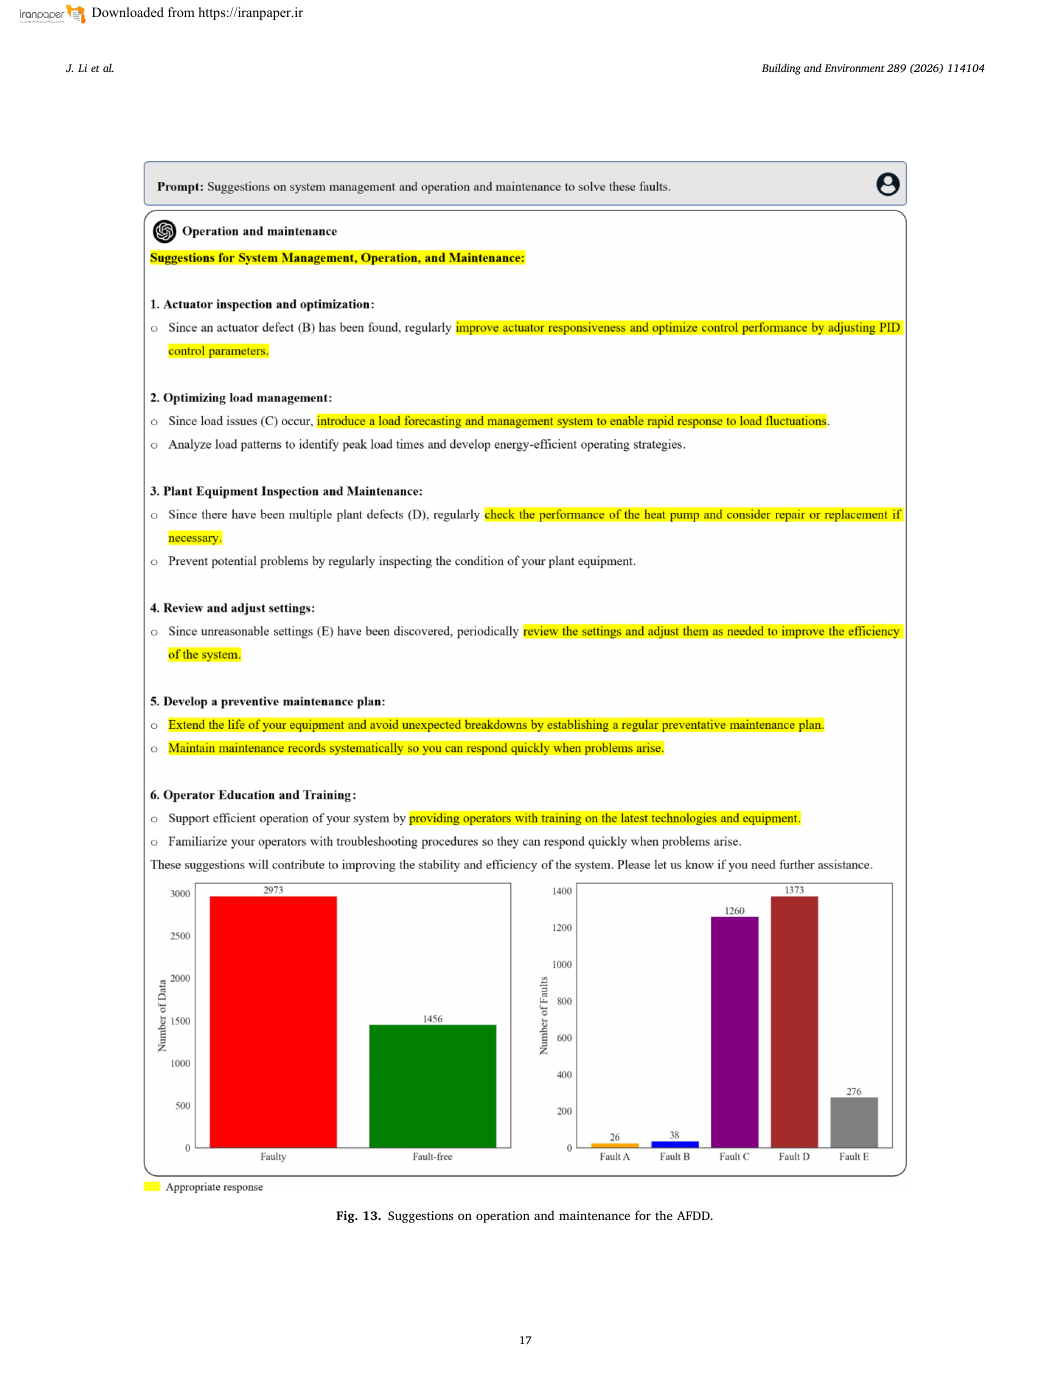 iranpaper Downloaded from https://iranpaper.ir
J. Li et al.
Building and Environment 289 (2026) 114104
Prompt: Suggestions on system management and operation and maintenance to solve these faults.
Operation and maintenance
Suggestions for System Management, Operation, and Maintenance:
1. Actuator inspection and optimization:
○ Since an actuator defect (B) has been found, regularly improve actuator responsiveness and optimize control performance by adjusting PID
control parameters.
2. Optimizing load management:
○ Since load issues (C) occur, introduce a load forecasting and management system to enable rapid response to load fluctuations.
○ Analyze load patterns to identify peak load times and develop energy-efficient operating strategies.
3. Plant Equipment Inspection and Maintenance:
○ Since there have been multiple plant defects (D), regularly check the performance of the heat pump and consider repair or replacement if
necessary.
○ Prevent potential problems by regularly inspecting the condition of your plant equipment.
4. Review and adjust settings:
○ Since unreasonable settings (E) have been discovered, periodically review the settings and adjust them as needed to improve the efficiency
of the system.
5. Develop a preventive maintenance plan:
○ Extend the life of your equipment and avoid unexpected breakdowns by establishing a regular preventative maintenance plan.
○ Maintain maintenance records systematically so you can respond quickly when problems arise.
6. Operator Education and Training:
○ Support efficient operation of your system by providing operators with training on the latest technologies and equipment.
○ Familiarize your operators with troubleshooting procedures so they can respond quickly when problems arise.
These suggestions will contribute to improving the stability and efficiency of the system. Please let us know if you need further assistance.
Number of Data
3000
2500
2000
1500
1000
500
0
2973
1456
Faulty
Fault-free
Number of Faults
1400
1200
1000
800
600
400
200
0
26
38
1260
1373
276
Fault A
Fault B
Fault C
Fault D
Fault E
Appropriate response
Fig. 13. Suggestions on operation and maintenance for the AFDD.
17